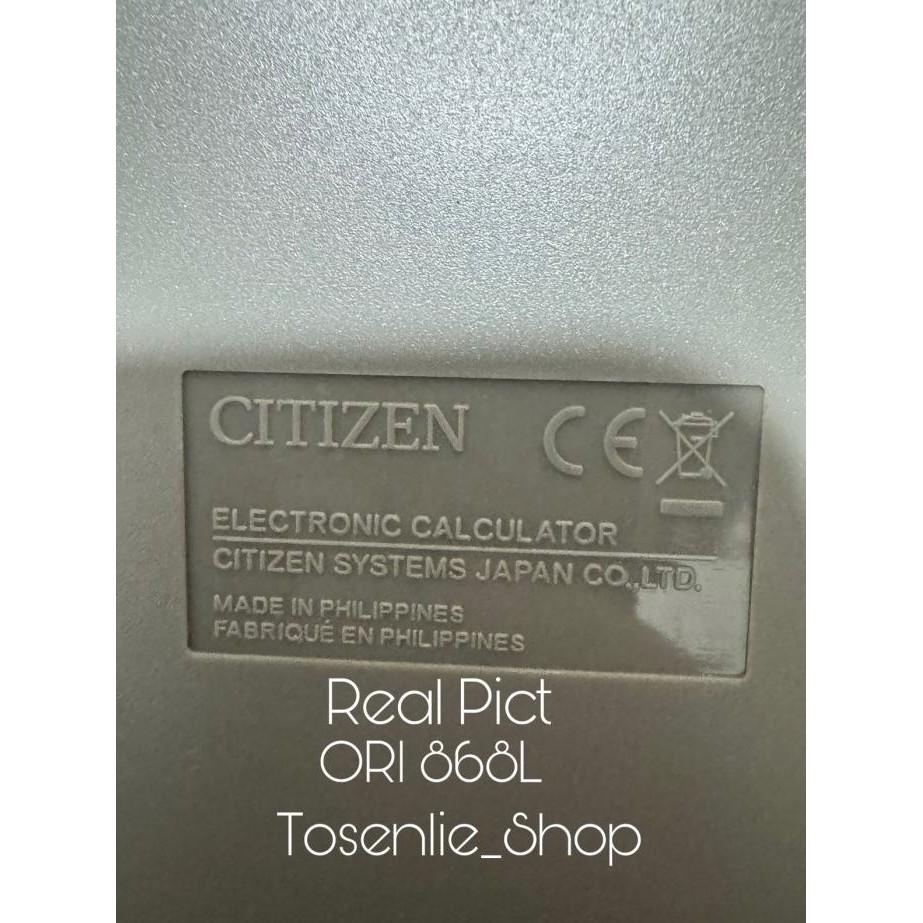 CITIZEN CE
ELECTRONIC CALCULATOR
CITIZEN SYSTEMS JAPAN CO.,LTD.
MADE IN PHILIPPINES
FABRIQUÉ EN PHILIPPINES
Real Pict
ORI 868L
Tosenlie_Shop